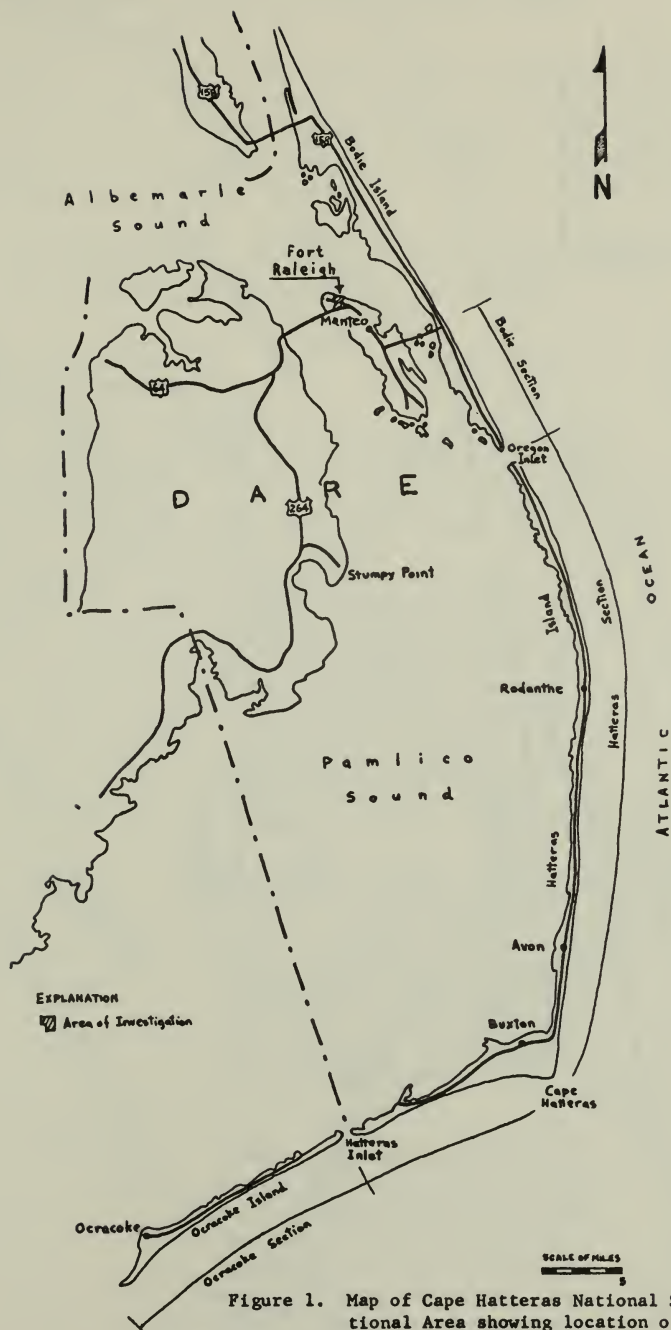 158
158
Bodie Island
N
Albemarle
Sound
Fort
Raleigh
Manteo
Bodie Section
64
Oregon
Inlet
DARE
264
Stumpy Point
OCEAN
Island
Section
Rodanthe
Hatteras
Pamlico
Sound
ATLANTIC
Hatteras
Avon
EXPLANATION
Area of Investigation
Buxton
Cape
Hatteras
Hatteras
Inlet
Ocracoke Island
Ocracoke
Ocracoke Section
SCALE OF MILES
5
Figure 1. Map of Cape Hatteras National
tional Area showing location